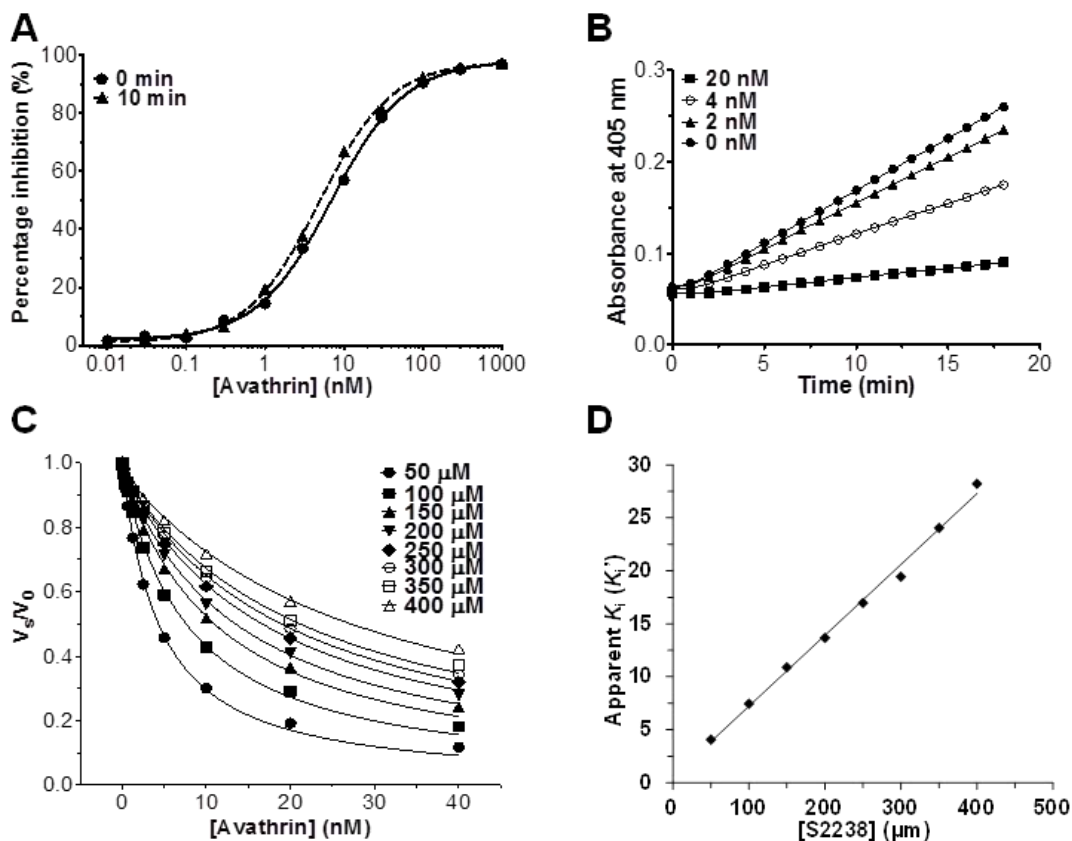 A
Percentage inhibition (%)
100
80
60
40
20
0
0 min
10 min
0.01
0.1
1
10
100
1000
[Avathrin] (nM)
B
Absorbance at 405 nm
0.3
0.2
0.1
0.0
20 nM
4 nM
2 nM
0 nM
0
5
10
15
20
Time (min)
C
Vs/V0
1.0
0.8
0.6
0.4
0.2
0.0
50 μM
100 μM
150 μM
200 μM
250 μM
300 μM
350 μM
400 μM
0
10
20
30
40
[Avathrin] (nM)
D
Apparent Ki (Ki')
30
25
20
15
10
5
0
0
100
200
300
400
500
[S2238] (μm)